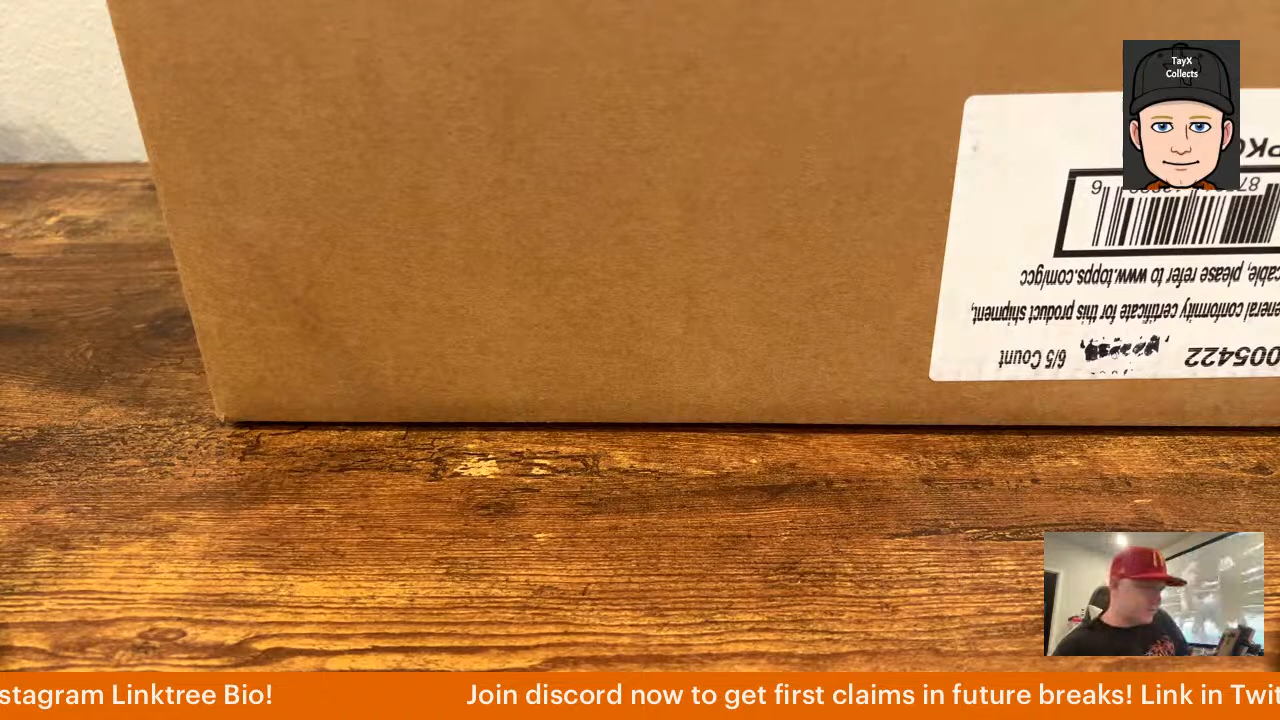 TayX
Collects
005422 6/5 Count
eneral conformity certificate for this product shipment,
cable, please refer to www.topps.com/gcc
stagram Linktree Bio!
Join discord now to get first claims in future breaks! Link in Twit